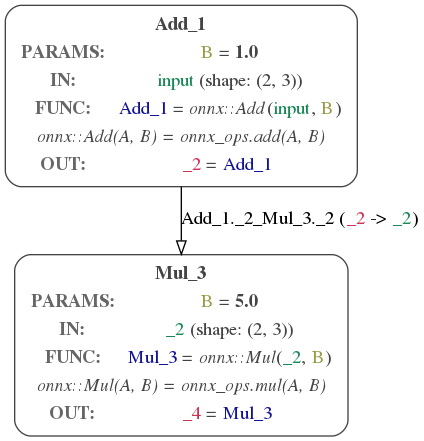 Add_1
PARAMS: B = 1.0
IN: input (shape: (2, 3))
FUNC: Add_1 = onnx::Add(input, B)
onnx::Add(A, B) = onnx_ops.add(A, B)
OUT: _2 = Add_1
Add_1._2_Mul_3._2 (_2 -> _2)
Mul_3
PARAMS: B = 5.0
IN: _2 (shape: (2, 3))
FUNC: Mul_3 = onnx::Mul(_2, B)
onnx::Mul(A, B) = onnx_ops.mul(A, B)
OUT: _4 = Mul_3